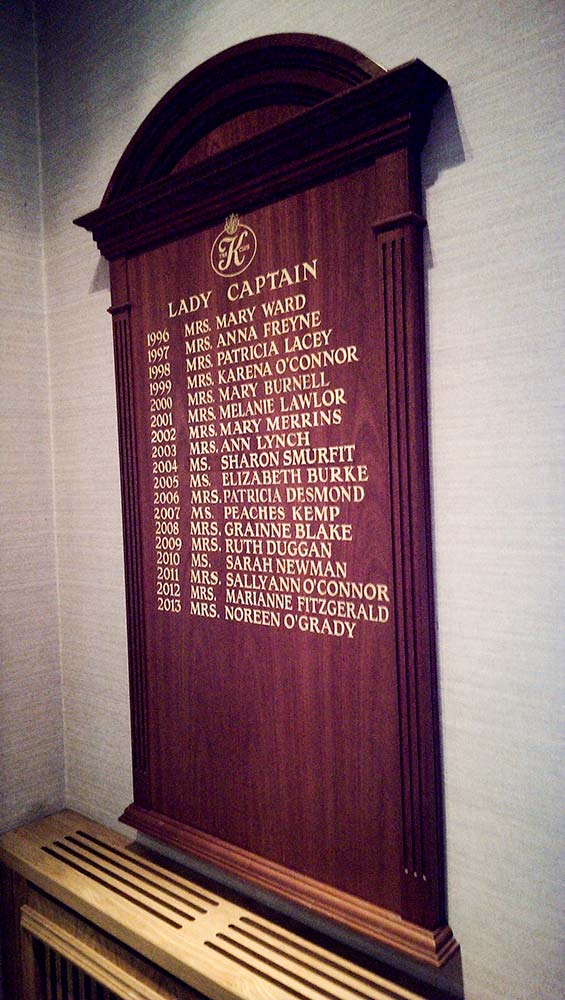 THE K CLUB
LADY CAPTAIN
1996 MRS. MARY WARD
1997 MRS. ANNA FREYNE
1998 MRS. PATRICIA LACEY
1999 MRS. KARENA O'CONNOR
2000 MRS. MARY BURNELL
2001 MRS. MELANIE LAWLOR
2002 MRS. MARY MERRINS
2003 MRS. ANN LYNCH
2004 MS. SHARON SMURFIT
2005 MS. ELIZABETH BURKE
2006 MRS. PATRICIA DESMOND
2007 MS. PEACHES KEMP
2008 MRS. GRAINNE BLAKE
2009 MRS. RUTH DUGGAN
2010 MS. SARAH NEWMAN
2011 MRS. SALLYANN O'CONNOR
2012 MRS. MARIANNE FITZGERALD
2013 MRS. NOREEN O'GRADY